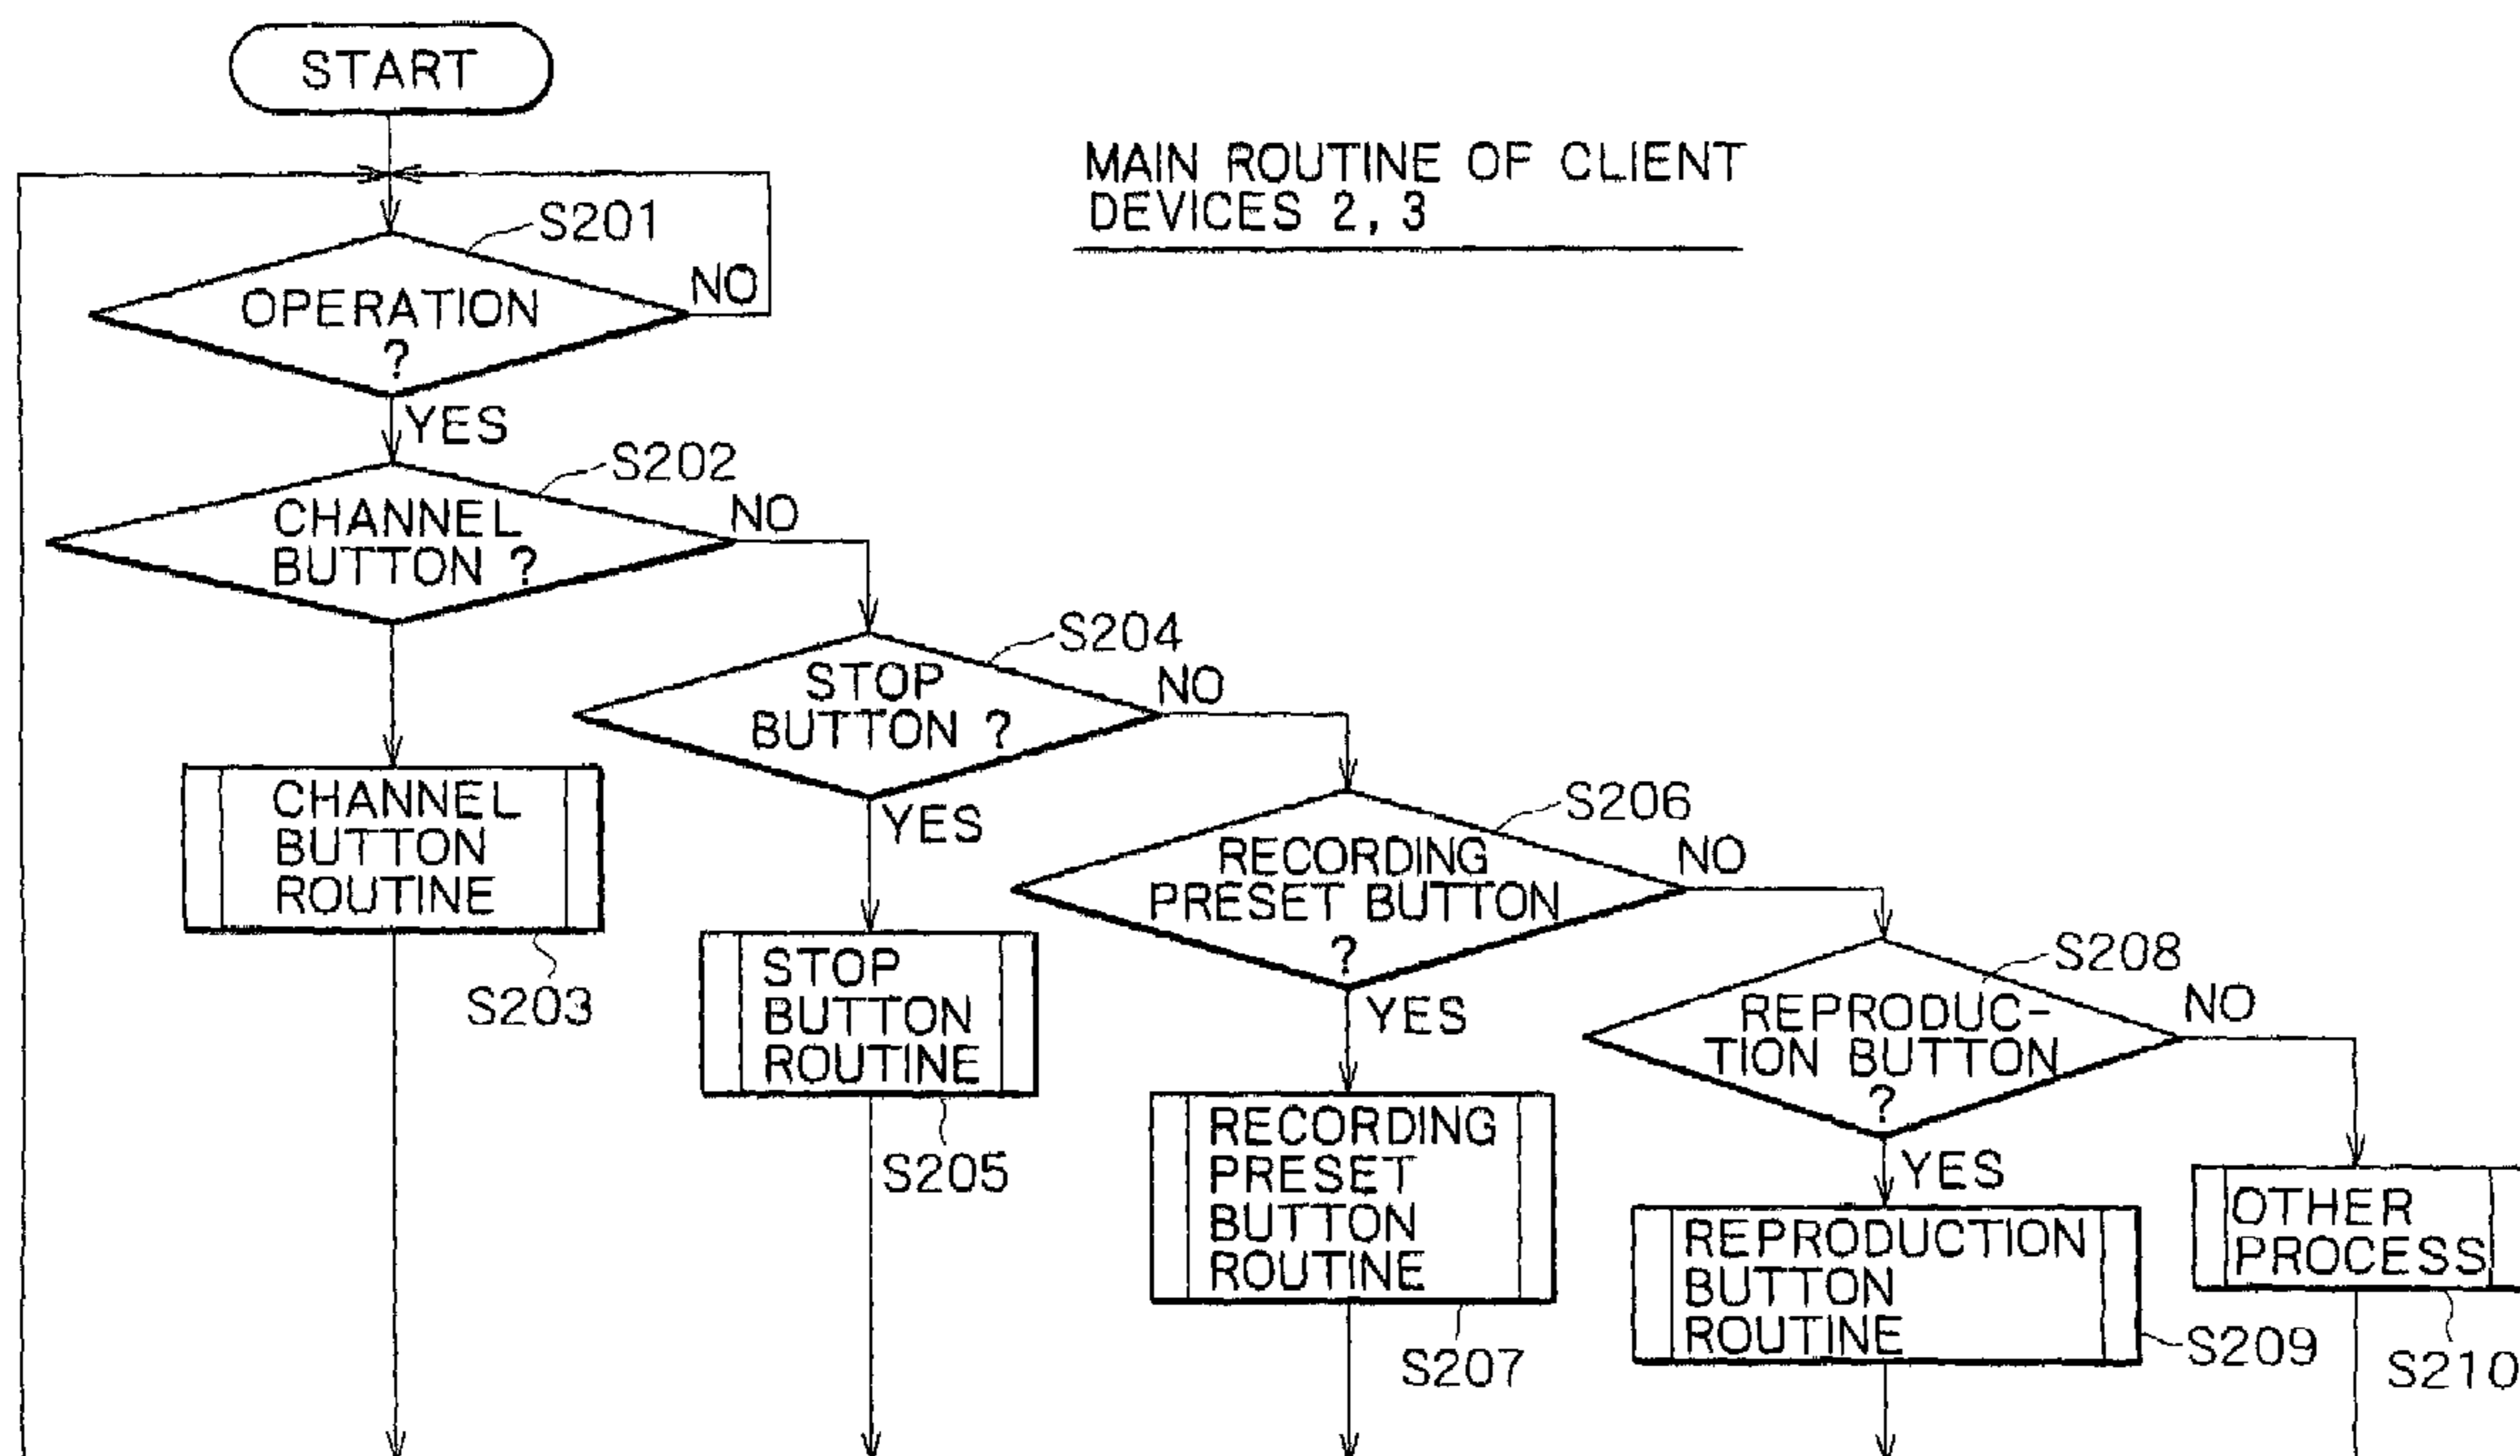 START
MAIN ROUTINE OF CLIENT
DEVICES 2, 3
S201
OPERATION
?
NO
YES
S202
CHANNEL
BUTTON ?
NO
S204
STOP
BUTTON ?
NO
YES
CHANNEL
BUTTON
ROUTINE
S203
S206
RECORDING
PRESET BUTTON
?
NO
YES
STOP
BUTTON
ROUTINE
S205
S208
REPRODUC-
TION BUTTON
?
NO
YES
RECORDING
PRESET
BUTTON
ROUTINE
S207
REPRODUCTION
BUTTON
ROUTINE
S209
OTHER
PROCESS
S210